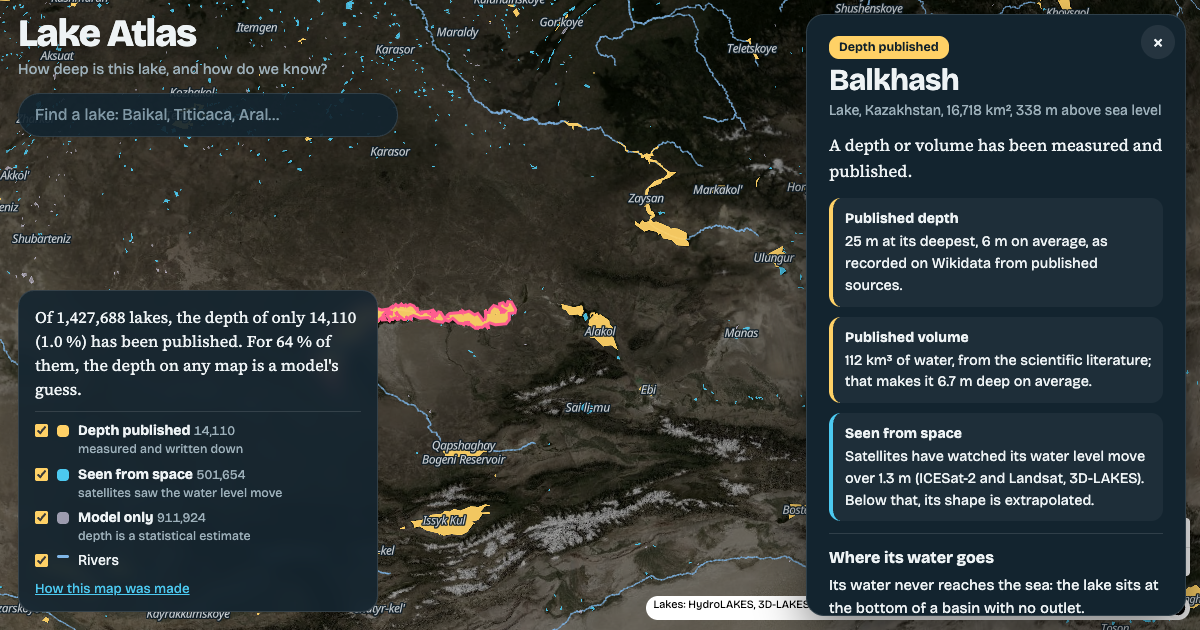 Lake Atlas
How deep is this lake, and how do we know?
Find a lake: Baikal, Titicaca, Aral...
Itemgen
Maraldy
Gor'koye
Shushenskoye
Aksuat
Karasor
Teletskoye
Karasor
Akkol'
Shubarteniz
Zaysan
Markakol'
Ulungur
Alakol
Manas
Ebi
Sailimu
Qapshaghay
Bogeni Reservoir
Issyk Kul
Kayrakkumskoye
Of 1,427,688 lakes, the depth of only 14,110
(1.0 %) has been published. For 64 % of
them, the depth on any map is a model's
guess.
Depth published 14,110
measured and written down
Seen from space 501,654
satellites saw the water level move
Model only 911,924
depth is a statistical estimate
Rivers
How this map was made
Depth published
×
Balkhash
Lake, Kazakhstan, 16,718 km², 338 m above sea level
A depth or volume has been measured and
published.
Published depth
25 m at its deepest, 6 m on average, as
recorded on Wikidata from published
sources.
Published volume
112 km³ of water, from the scientific literature;
that makes it 6.7 m deep on average.
Seen from space
Satellites have watched its water level move
over 1.3 m (ICESat-2 and Landsat, 3D-LAKES).
Below that, its shape is extrapolated.
Where its water goes
Its water never reaches the sea: the lake sits at
the bottom of a basin with no outlet.
Lakes: HydroLAKES, 3D-LAKES